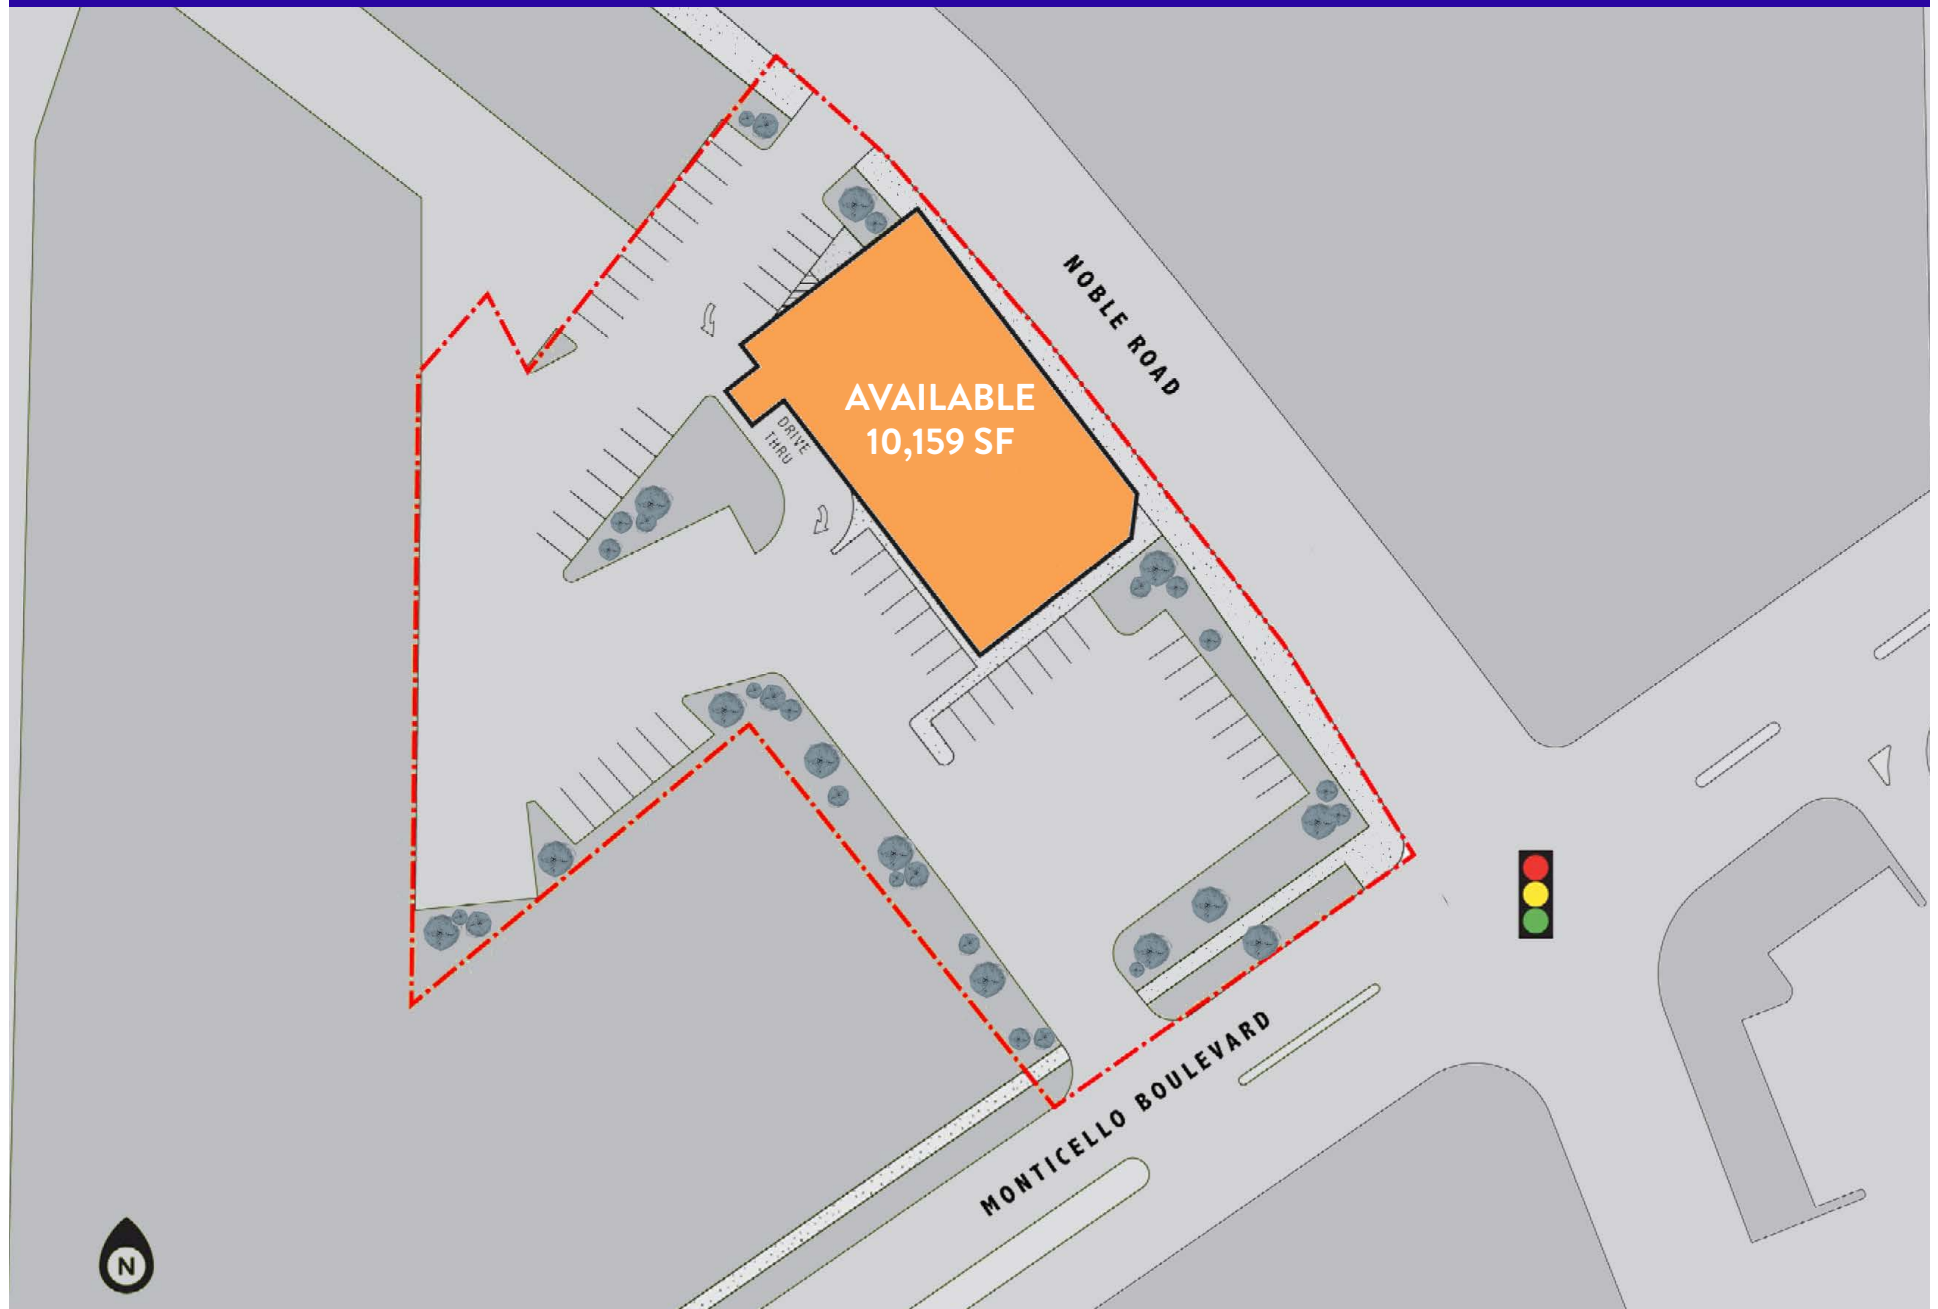 NOBLE ROAD
AVAILABLE
10,159 SF
DRIVE
THRU
MONTICELLO BOULEVARD
N